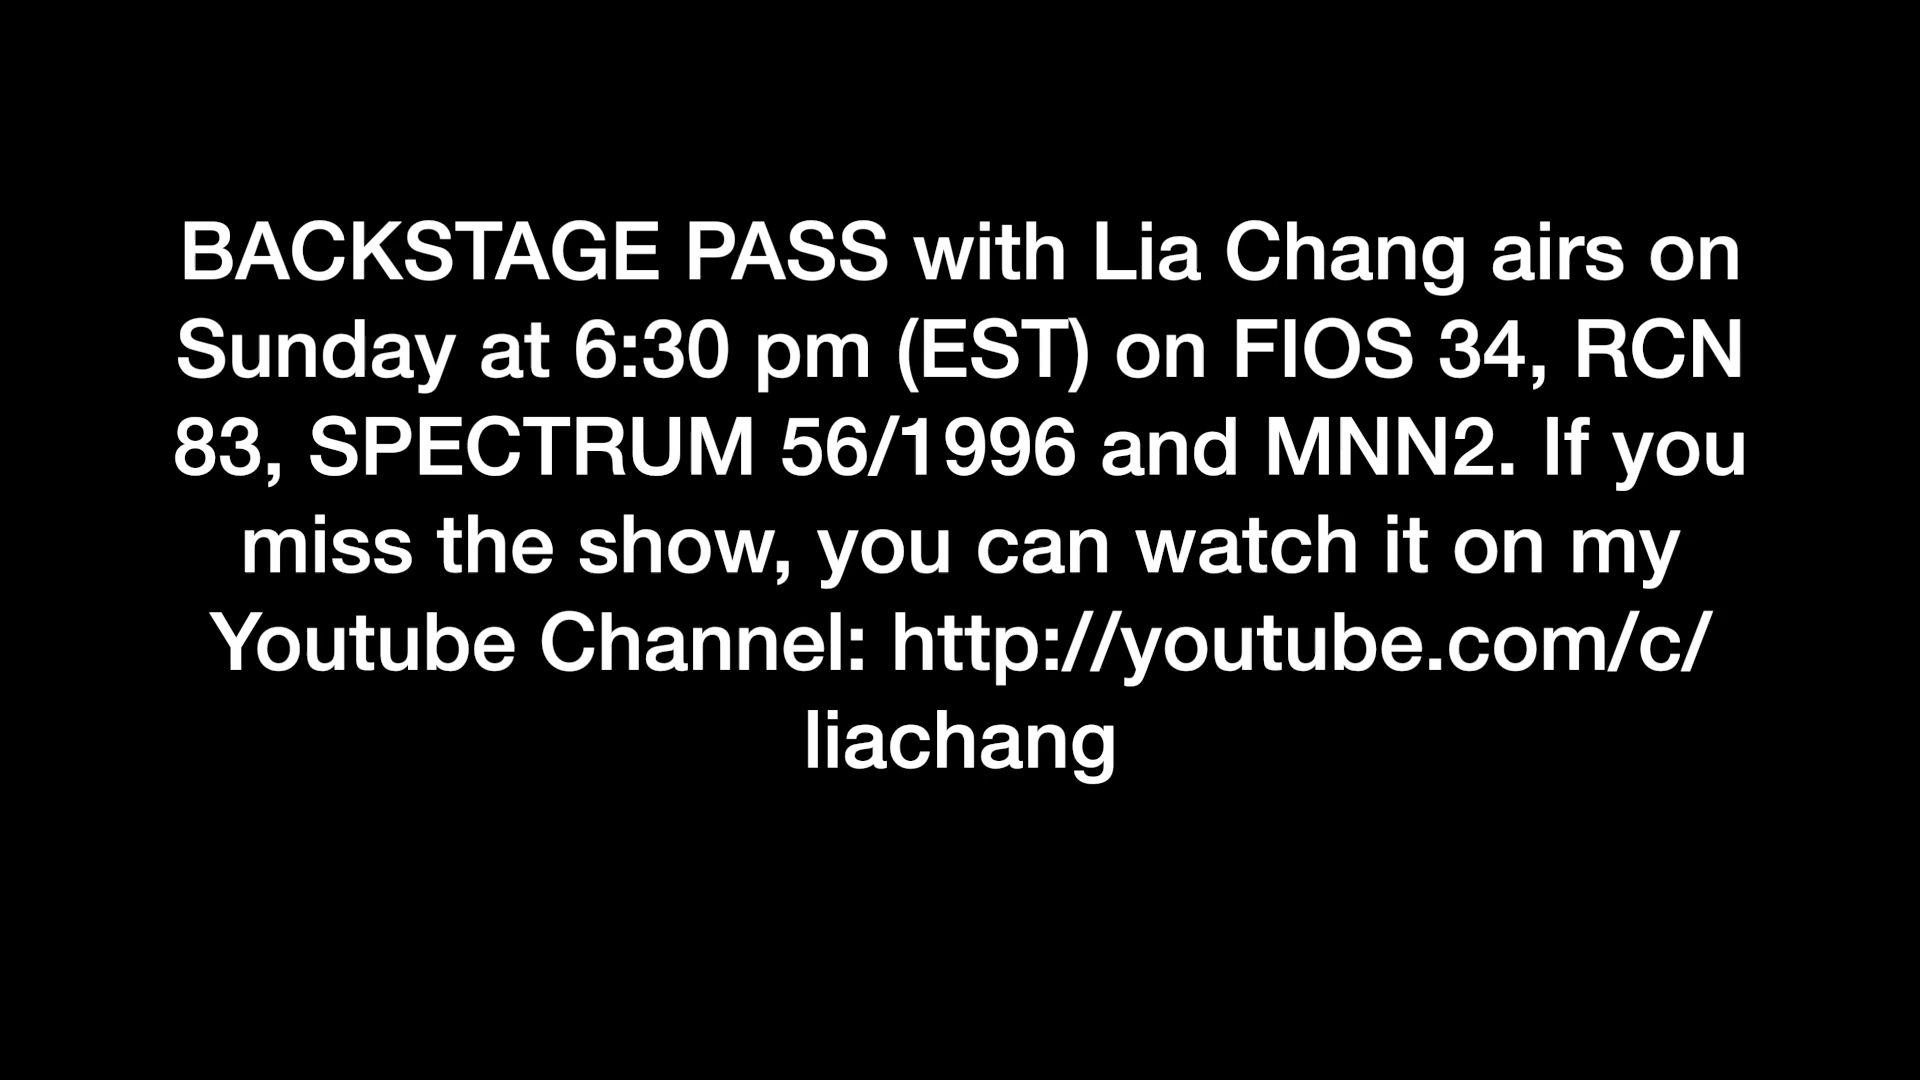 BACKSTAGE PASS with Lia Chang airs on
Sunday at 6:30 pm (EST) on FIOS 34, RCN
83, SPECTRUM 56/1996 and MNN2. If you
miss the show, you can watch it on my
Youtube Channel: http://youtube.com/c/
liachang